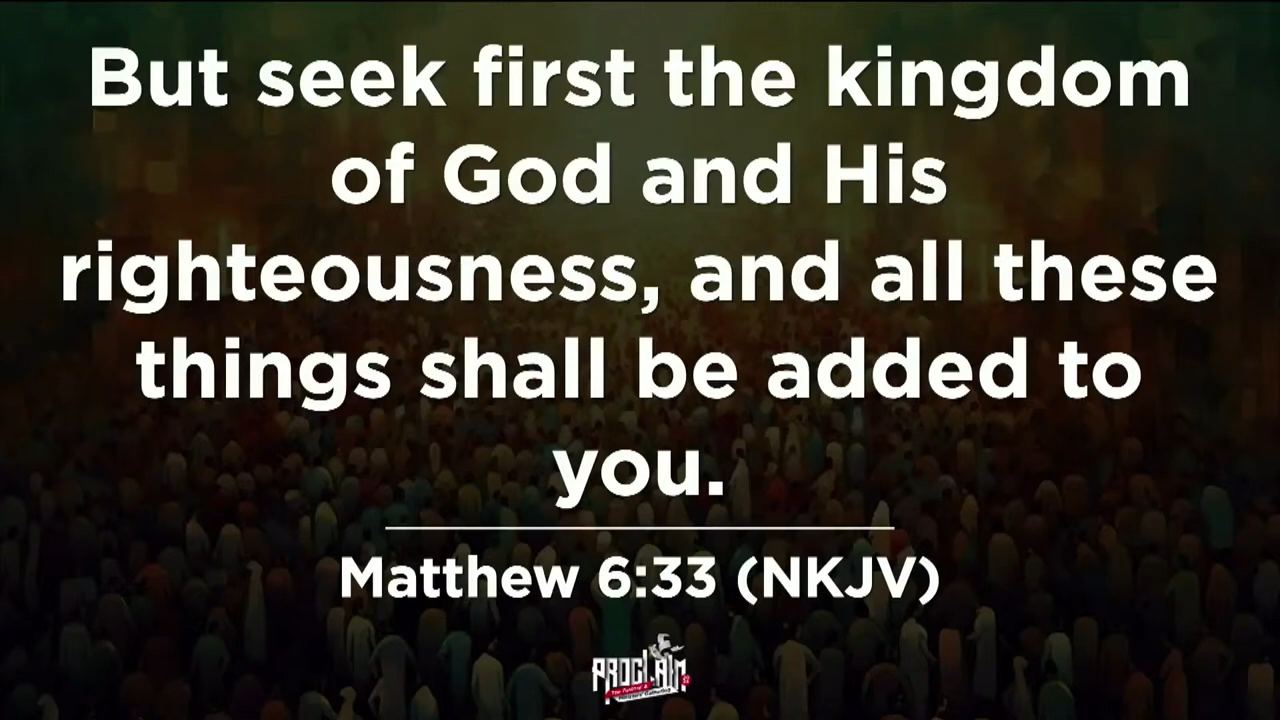 But seek first the kingdom
of God and His
righteousness, and all these
things shall be added to
you.
Matthew 6:33 (NKJV)
PROCLAIM